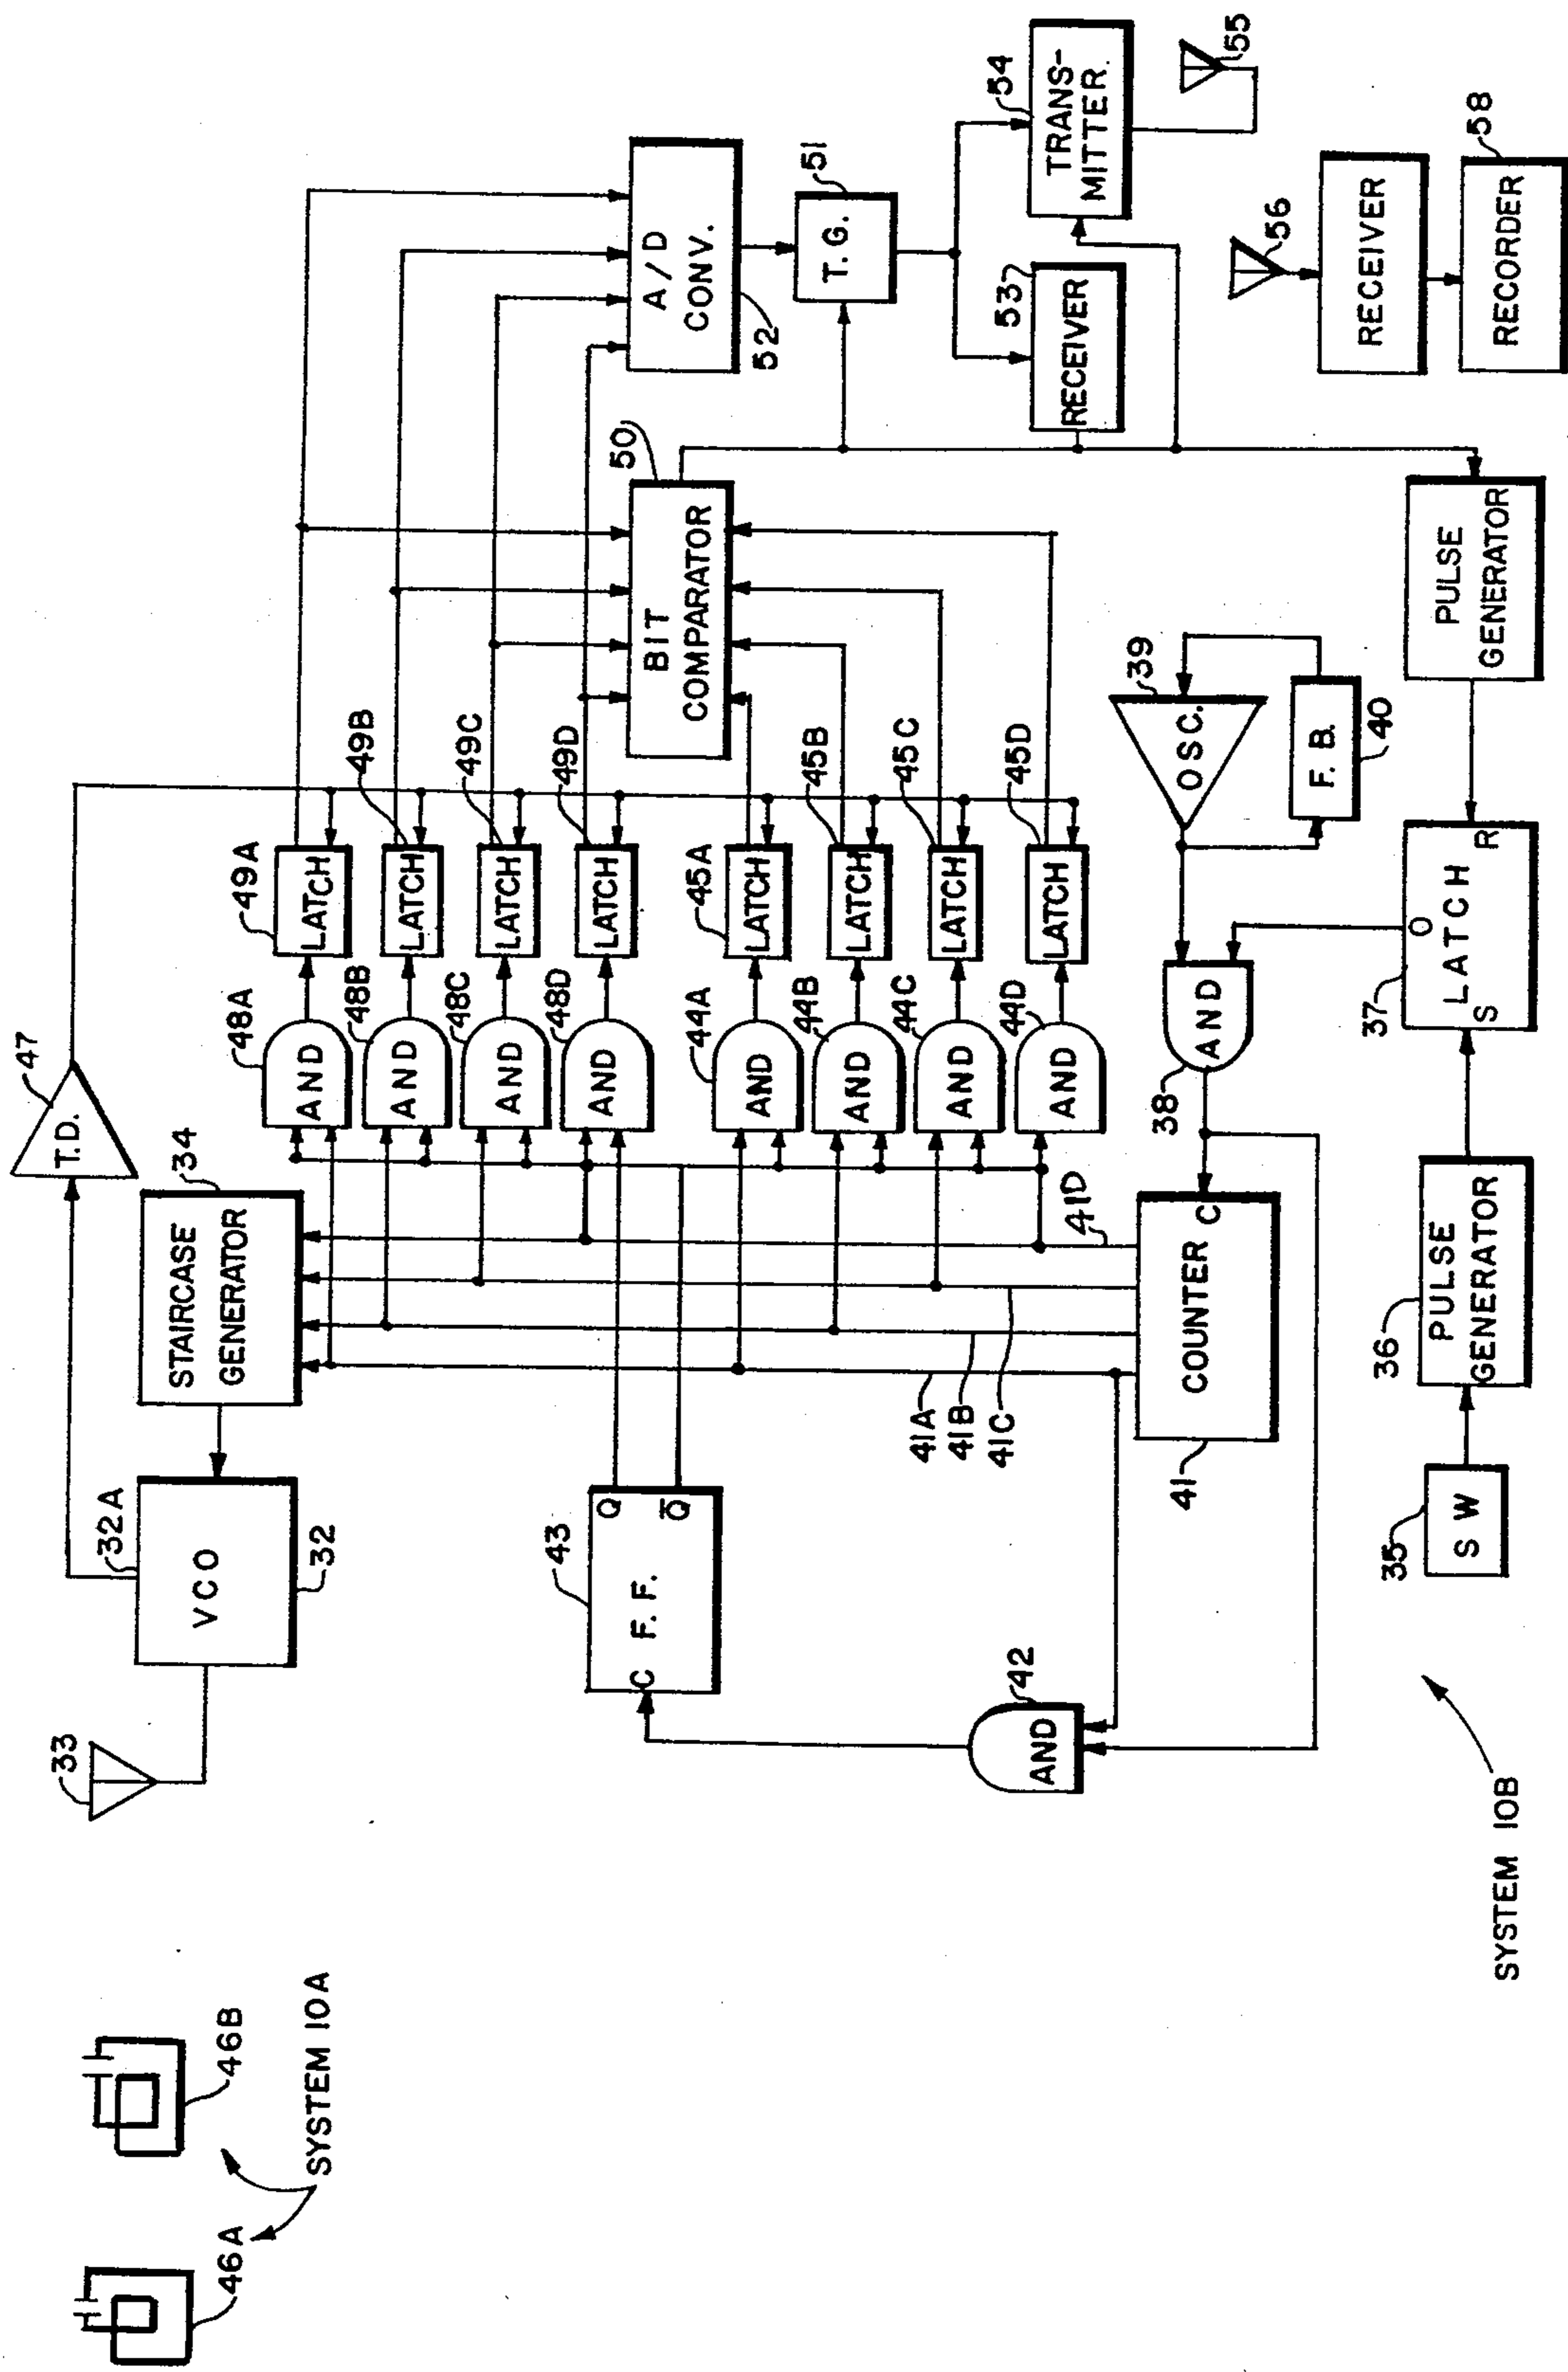 46A
46B
SYSTEM 10A
33
32A
VCO
32
STAIRCASE
GENERATOR
34
T.D.
47
43
C F. F.
Q
Q̅
AND
42
48A
AND
48B
AND
48C
AND
48D
AND
44A
AND
44B
AND
44C
AND
44D
AND
49A
LATCH
49B
LATCH
49C
LATCH
49D
LATCH
45A
LATCH
45B
LATCH
45C
LATCH
45D
LATCH
BIT
COMPARATOR
50
A/D
CONV.
52
T. G.
51
RECEIVER
53
TRANS-
MITTER.
54
55
56
RECEIVER
RECORDER
58
41A
41B
41C
41D
COUNTER
C
41
AND
38
OSC.
39
F. B.
40
35
S W
36
PULSE
GENERATOR
37
O
LATCH
S
R
PULSE
GENERATOR
SYSTEM 10B